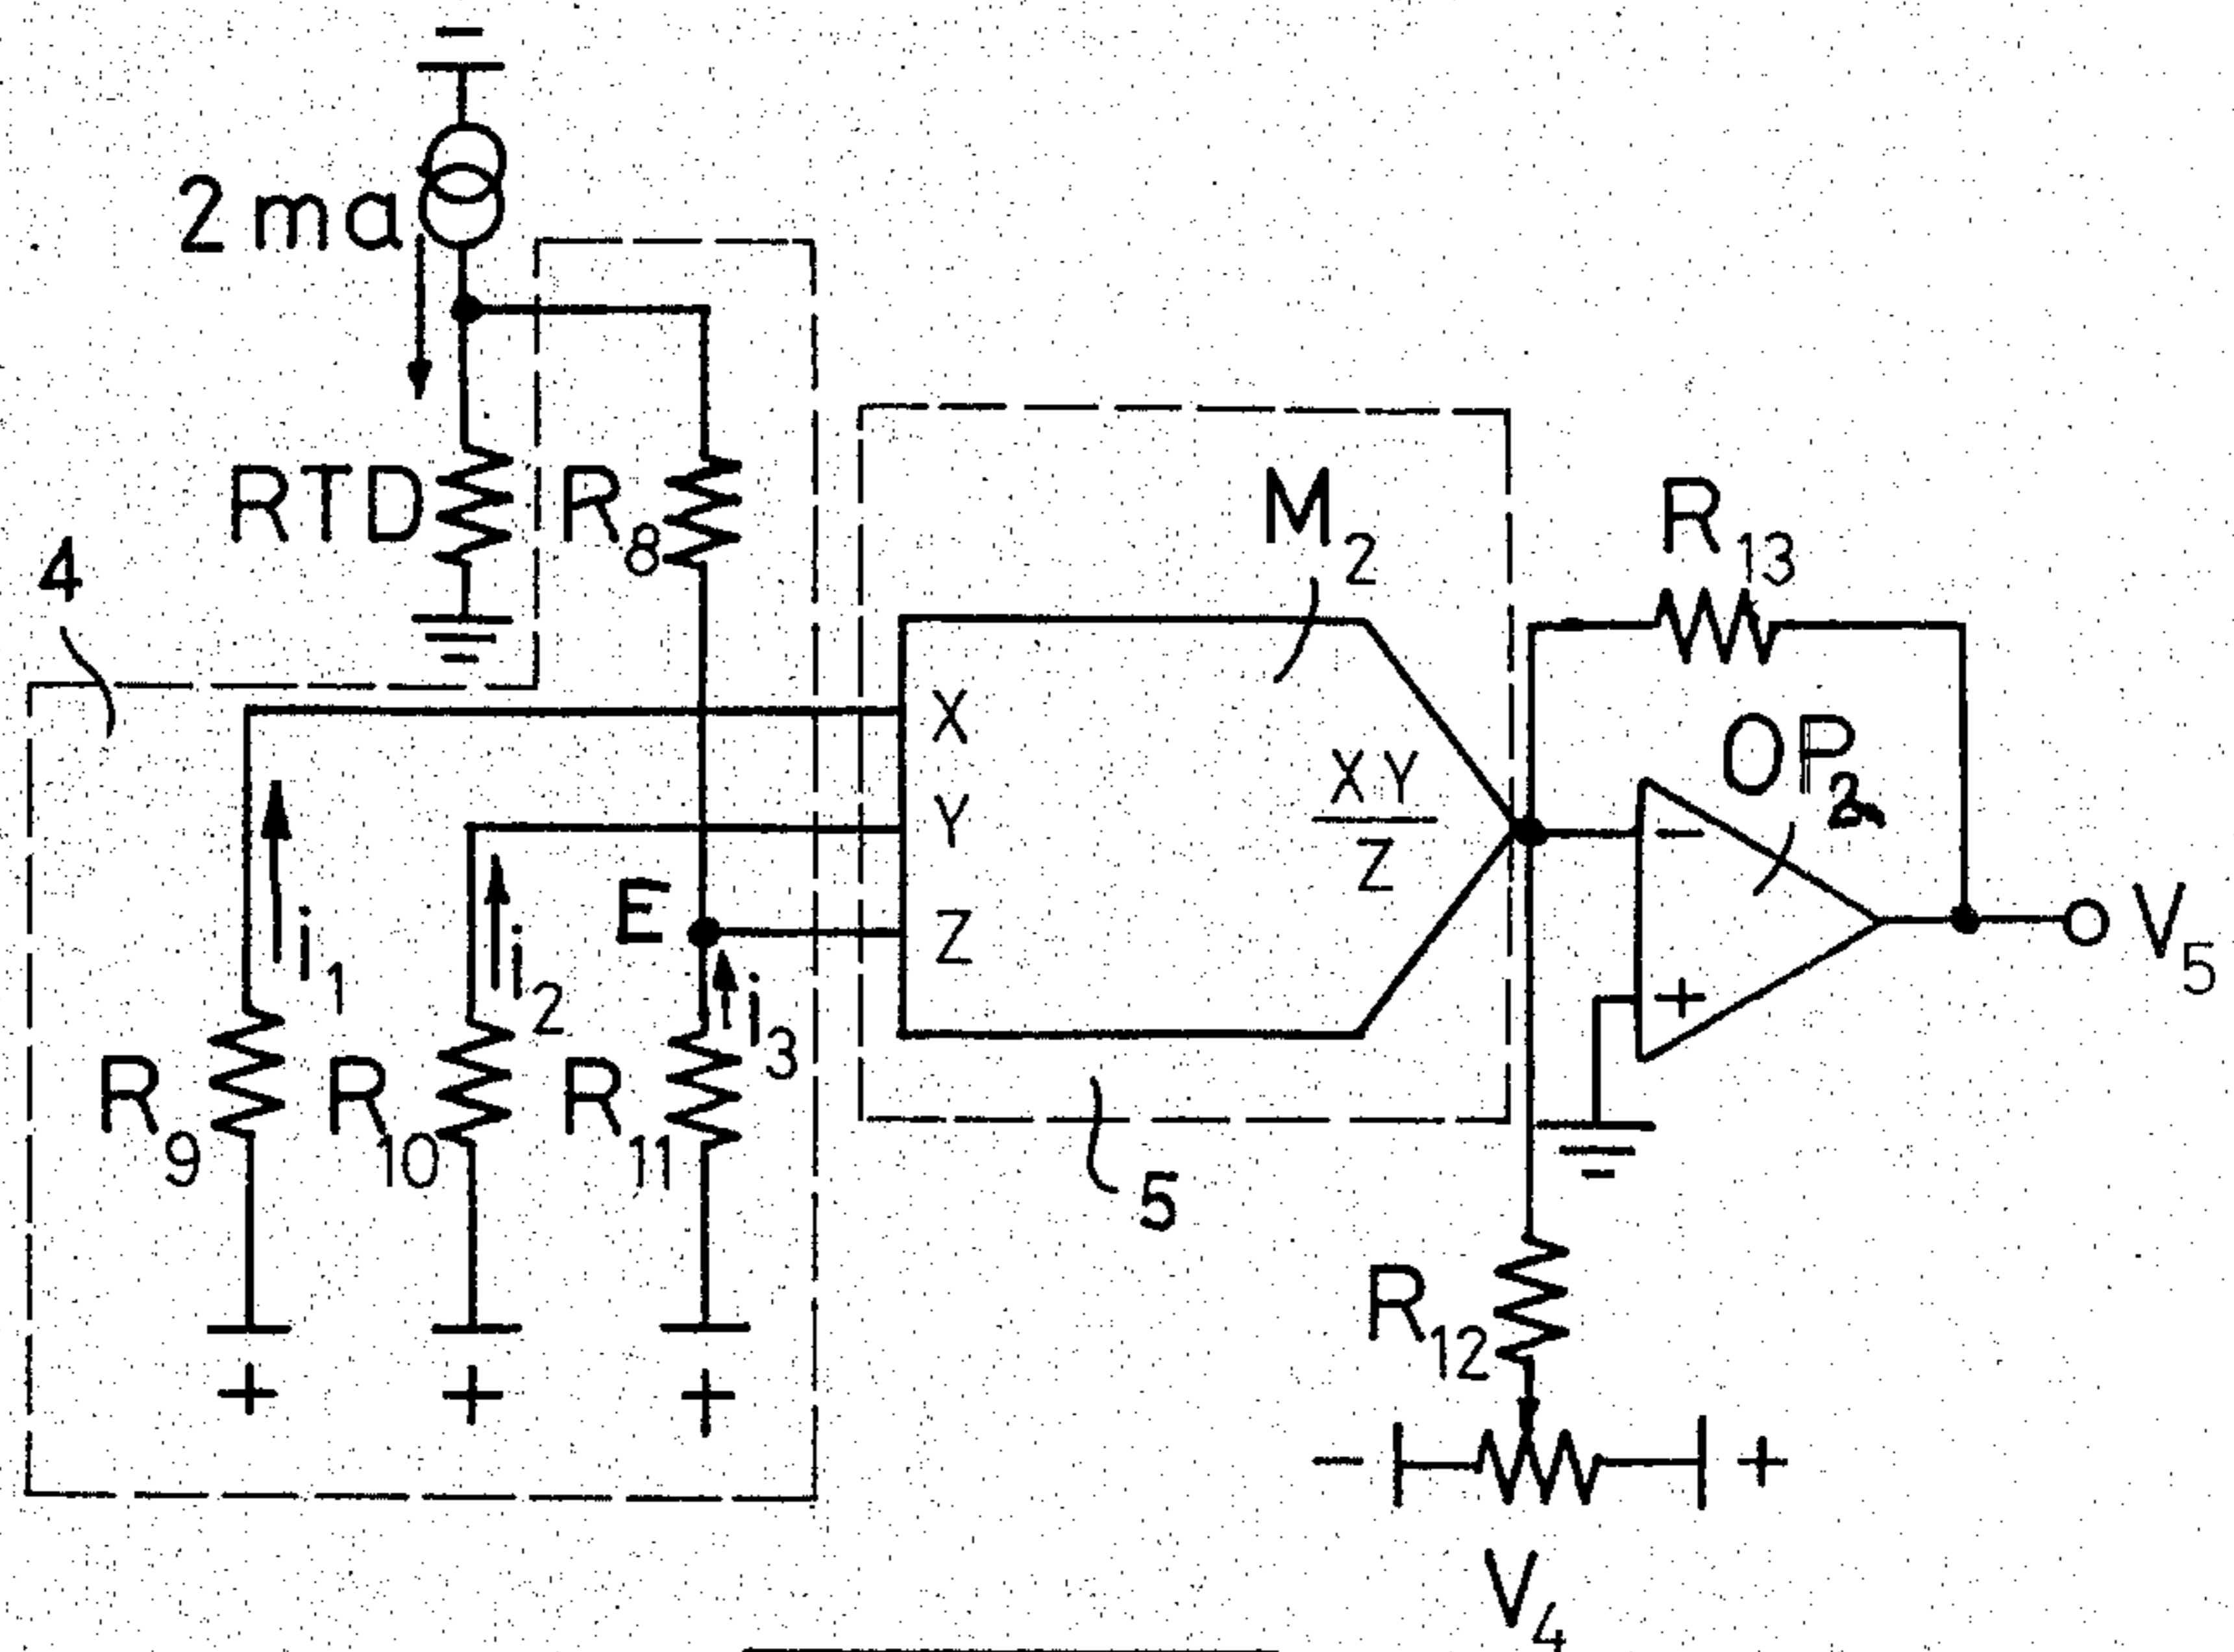 −
2 ma
RTD
R8
4
M2
R13
X
Y
Z
XY
Z
OP2
−
+
V5
E
i1
i2
i3
R9
R10
R11
5
R12
+
+
+
−
+
V4